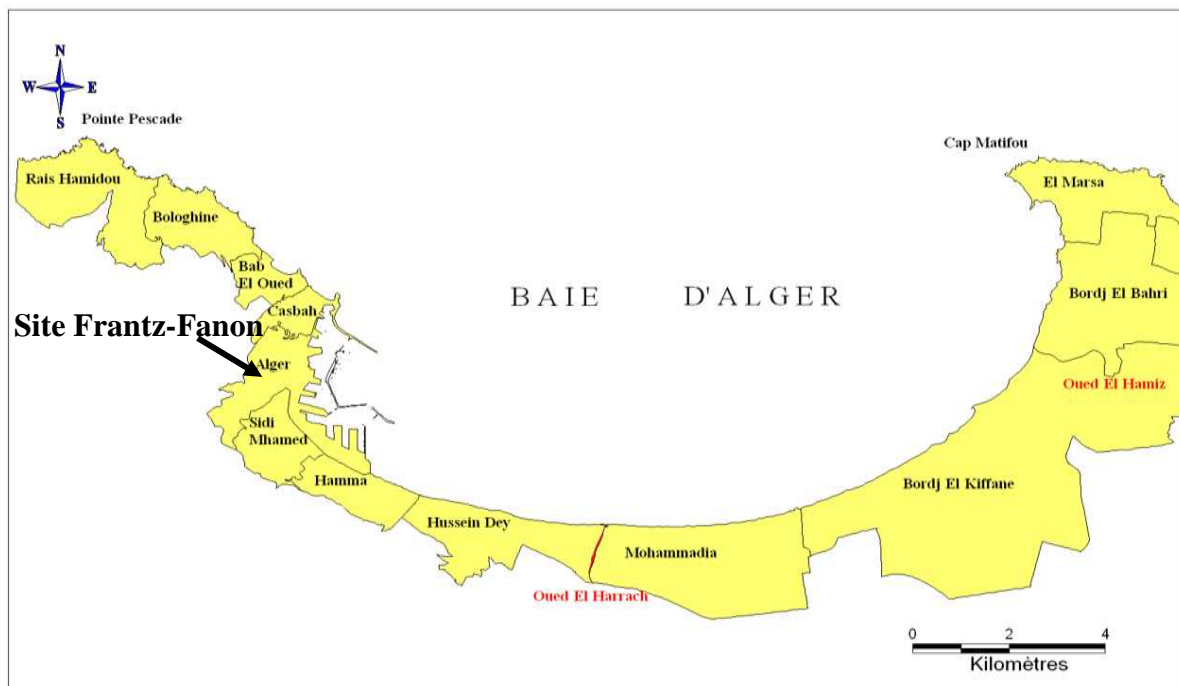 N
W E
S
Pointe Pescade
Cap Matifou
Rais Hamidou
El Marsa
Bologhine
Bab
El Oued
BAIE D'ALGER
Bordj El Bahri
Casbah
Site Frantz-Fanon
Alger
Oued El Hamiz
Sidi
Mhamed
Hamma
Bordj El Kiffane
Hussein Dey
Mohammadia
Oued El Harrach
0 2 4
Kilomètres